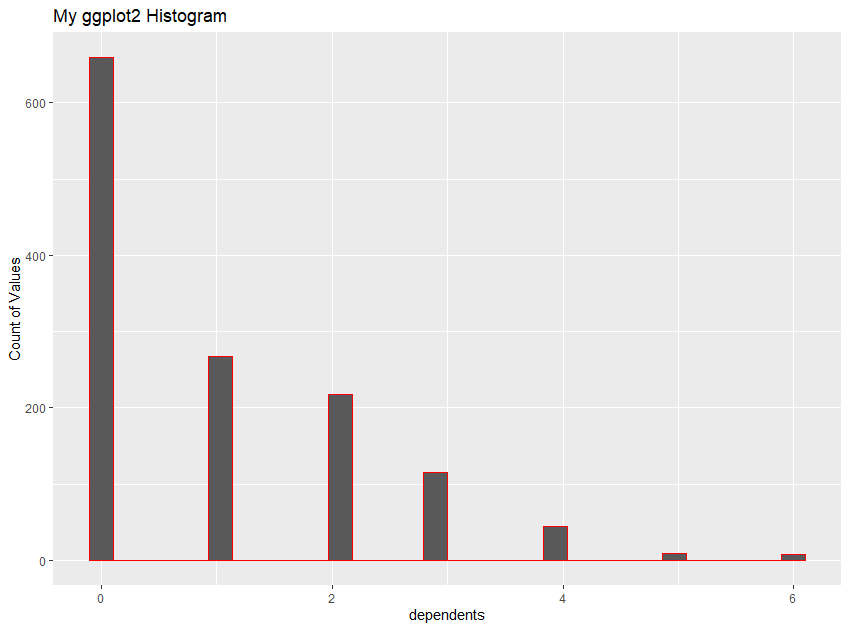 My ggplot2 Histogram
Count of Values
600
400
200
0
0 2 4 6
dependents